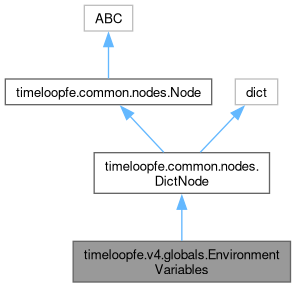 ABC
timeloopfe.common.nodes.Node
dict
timeloopfe.common.nodes.
DictNode
timeloopfe.v4.globals.Environment
Variables